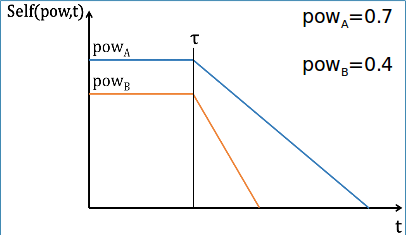 Self(pow,t)
pow_A=0.7
τ
pow_A
pow_B=0.4
pow_B
t